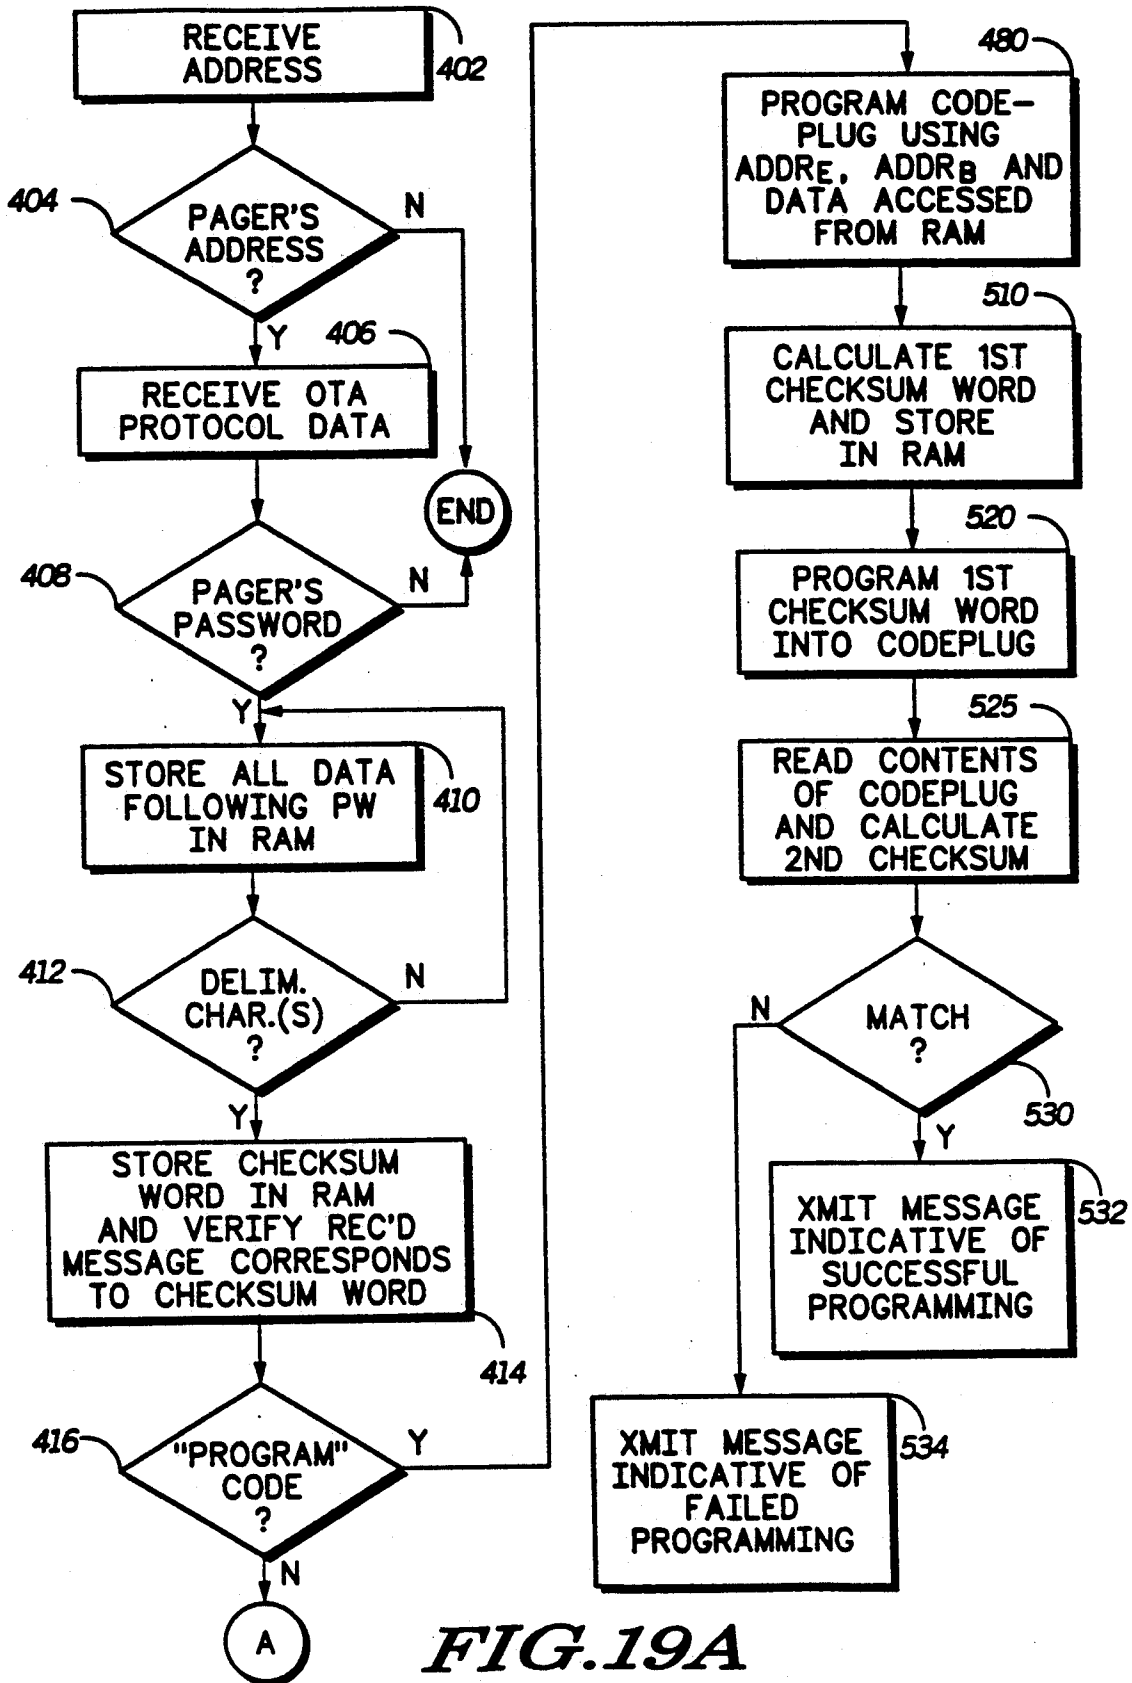 RECEIVE
ADDRESS
402
404
PAGER'S
ADDRESS
?
N
Y
406
RECEIVE OTA
PROTOCOL DATA
END
408
PAGER'S
PASSWORD
?
N
Y
STORE ALL DATA
FOLLOWING PW
IN RAM
410
412
DELIM.
CHAR.(S)
?
N
Y
STORE CHECKSUM
WORD IN RAM
AND VERIFY REC'D
MESSAGE CORRESPONDS
TO CHECKSUM WORD
414
416
"PROGRAM"
CODE
?
Y
N
A
480
PROGRAM CODE-
PLUG USING
ADDRE, ADDRB AND
DATA ACCESSED
FROM RAM
510
CALCULATE 1ST
CHECKSUM WORD
AND STORE
IN RAM
520
PROGRAM 1ST
CHECKSUM WORD
INTO CODEPLUG
525
READ CONTENTS
OF CODEPLUG
AND CALCULATE
2ND CHECKSUM
N
MATCH
?
530
Y
XMIT MESSAGE
INDICATIVE OF
SUCCESSFUL
PROGRAMMING
532
XMIT MESSAGE
INDICATIVE OF
FAILED
PROGRAMMING
534
FIG.19A